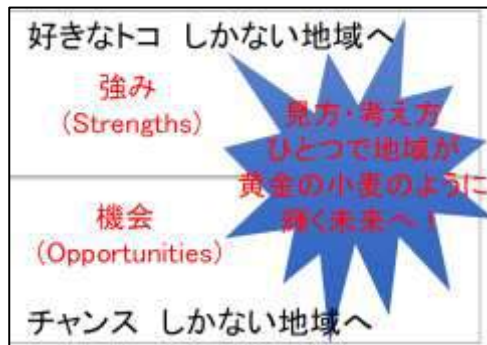 好きなトコ しかない地域へ
強み
(Strengths)
見方・考え方
ひとつで地域が
黄金の小麦のように
輝く未来へ！
機会
(Opportunities)
チャンス しかない地域へ